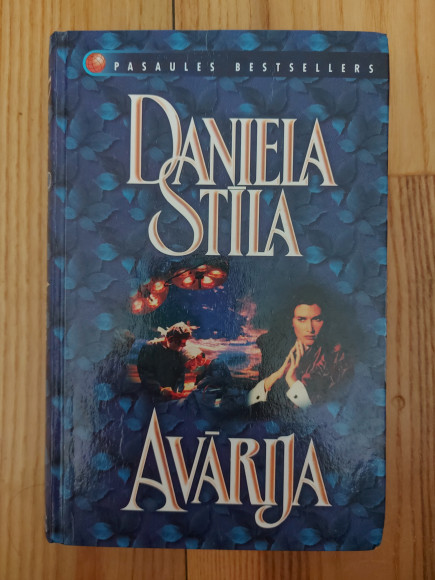 PASAULES BESTSELLERS
DANIELA
STĪLA
AVĀRIJA